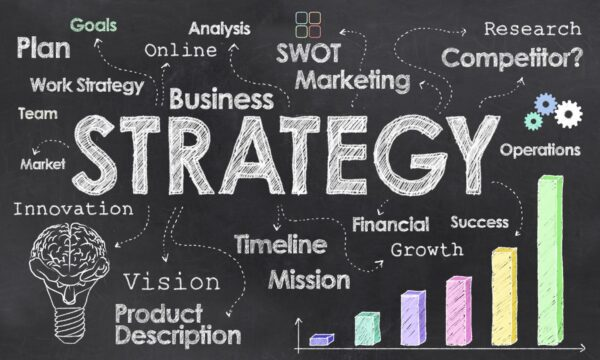 Goals
Analysis
Research
Plan
Online
SWOT
Marketing
Competitor?
Work Strategy
Business
Team
STRATEGY
Market
Operations
Innovation
Financial
Success
Timeline
Growth
Vision
Mission
Product
Description